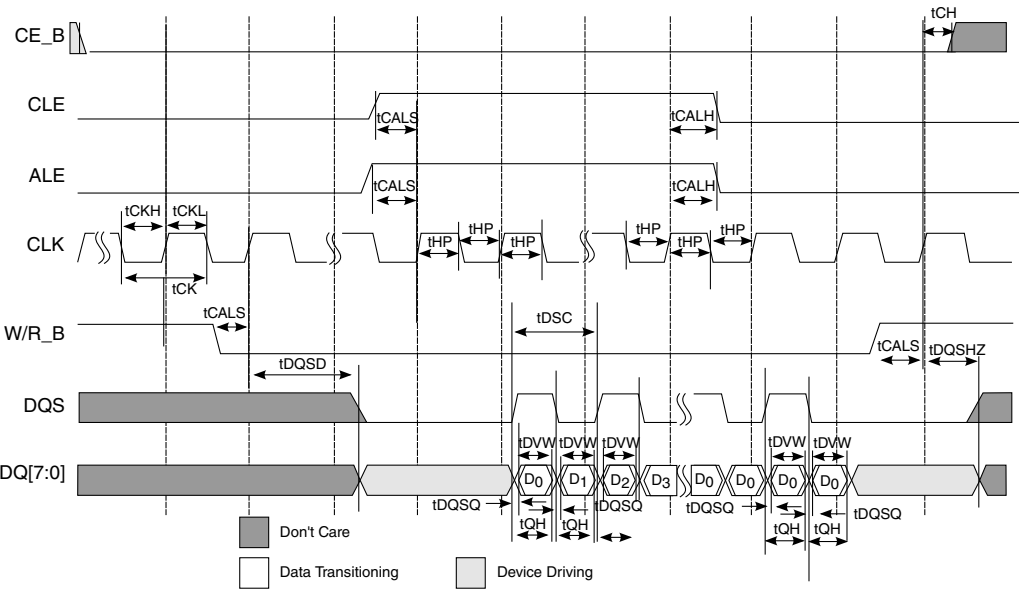 tCH
CE_B
CLE
tCALS
tCALH
ALE
tCALS
tCALH
tCKH tCKL
CLK
tHP tHP tHP
tHP tHP tHP
tCK
tCALS
W/R_B
tDSC
tCALS tDQSHZ
tDQSD
DQS
tDVW tDVW tDVW tDVW tDVW
DQ[7:0]
D0 D1 D2 D3 D0 D0 D0 D0
tDQSQ tDQSQ tDQSQ tDQSQ
tQH tQH tQH tQH
Don't Care
Data Transitioning Device Driving